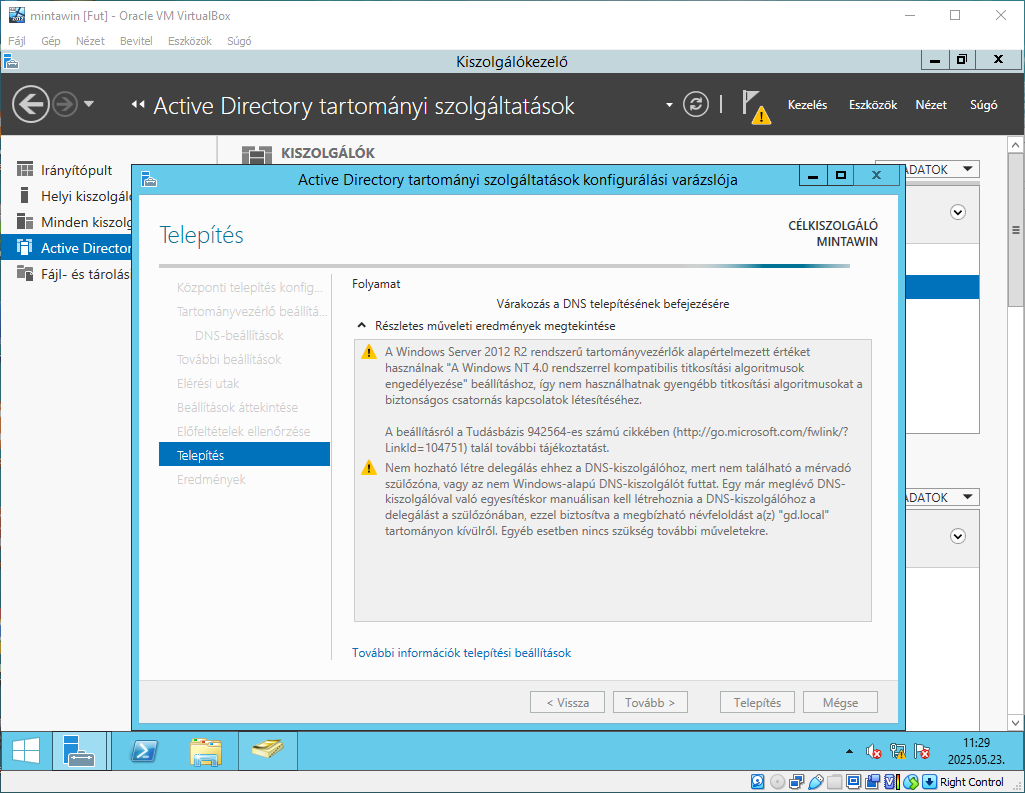 mintawin [Fut] - Oracle VM VirtualBox
Fájl Gép Nézet Bevitel Eszközök Súgó
Kiszolgálókezelő
Active Directory tartományi szolgáltatások
Kezelés Eszközök Nézet Súgó
Irányítópult
Helyi kiszolgáló
Minden kiszolg
Active Director
Fájl- és tárolás
KISZOLGÁLÓK
ADATOK
Active Directory tartományi szolgáltatások konfigurálási varázslója
Telepítés
CÉLKISZOLGÁLÓ
MINTAWIN
Központi telepítés konfig...
Tartományvezérlő beállítá...
DNS-beállítások
További beállítások
Elérési utak
Beállítások áttekintése
Előfeltételek ellenőrzése
Telepítés
Eredmények
Folyamat
Várakozás a DNS telepítésének befejezésére
Részletes műveleti eredmények megtekintése
A Windows Server 2012 R2 rendszerű tartományvezérlők alapértelmezett értéket
használnak "A Windows NT 4.0 rendszerrel kompatibilis titkosítási algoritmusok
engedélyezése" beállításhoz, így nem használhatnak gyengébb titkosítási algoritmusokat a
biztonságos csatornás kapcsolatok létesítéséhez.
A beállításról a Tudásbázis 942564-es számú cikkében (http://go.microsoft.com/fwlink/?
LinkId=104751) talál további tájékoztatást.
Nem hozható létre delegálás ehhez a DNS-kiszolgálóhoz, mert nem található a mérvadó
szülőzóna, vagy az nem Windows-alapú DNS-kiszolgálót futtat. Egy már meglévő DNS-
kiszolgálóval való egyesítéskor manuálisan kell létrehoznia a DNS-kiszolgálóhoz a
delegálást a szülőzónában, ezzel biztosítva a megbízható névfeloldást a(z) "gd.local"
tartományon kívülről. Egyéb esetben nincs szükség további műveletekre.
További információk telepítési beállítások
ADATOK
< Vissza Tovább > Telepítés Mégse
11:29
2025.05.23.
Right Control